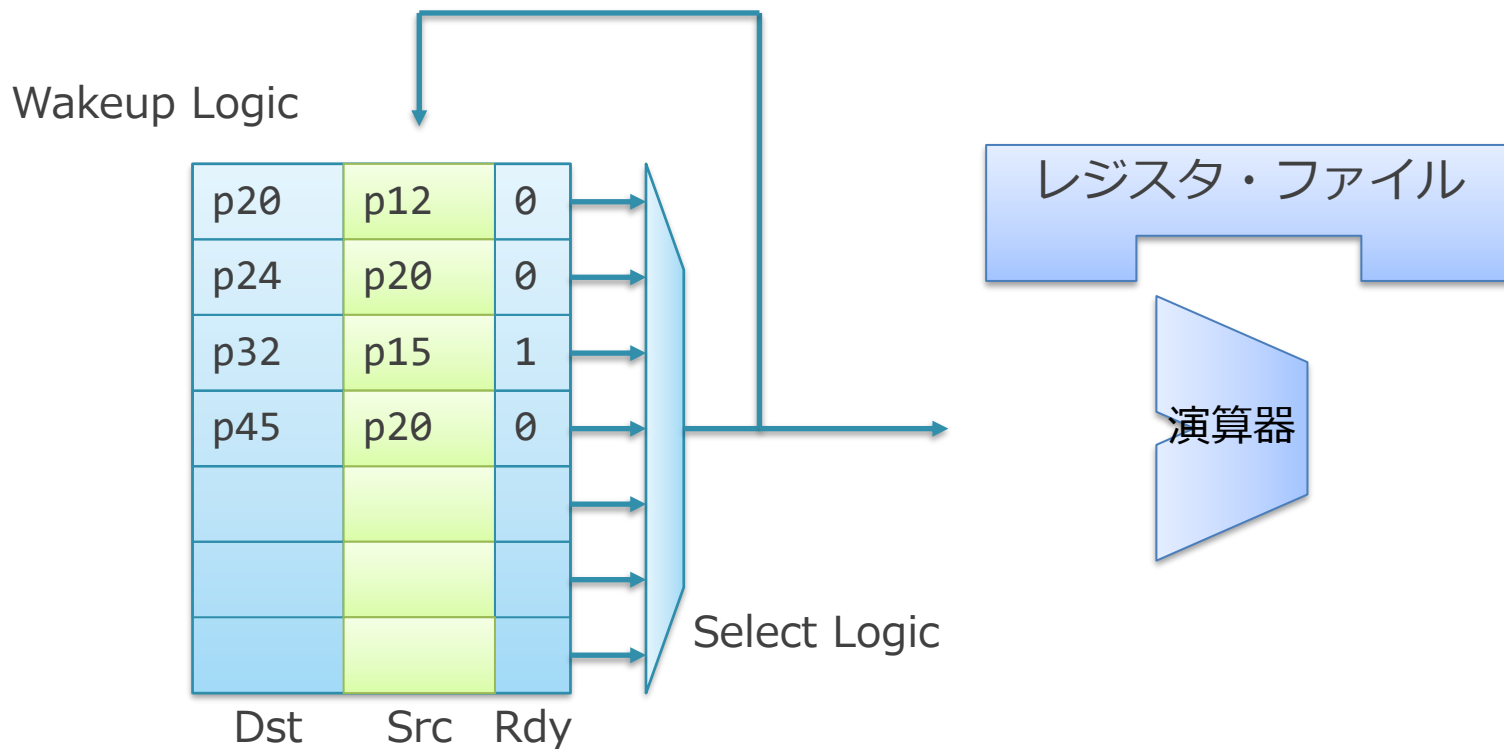 Wakeup Logic
レジスタ・ファイル
p20 p12 0
p24 p20 0
p32 p15 1
p45 p20 0
演算器
Select Logic
Dst Src Rdy